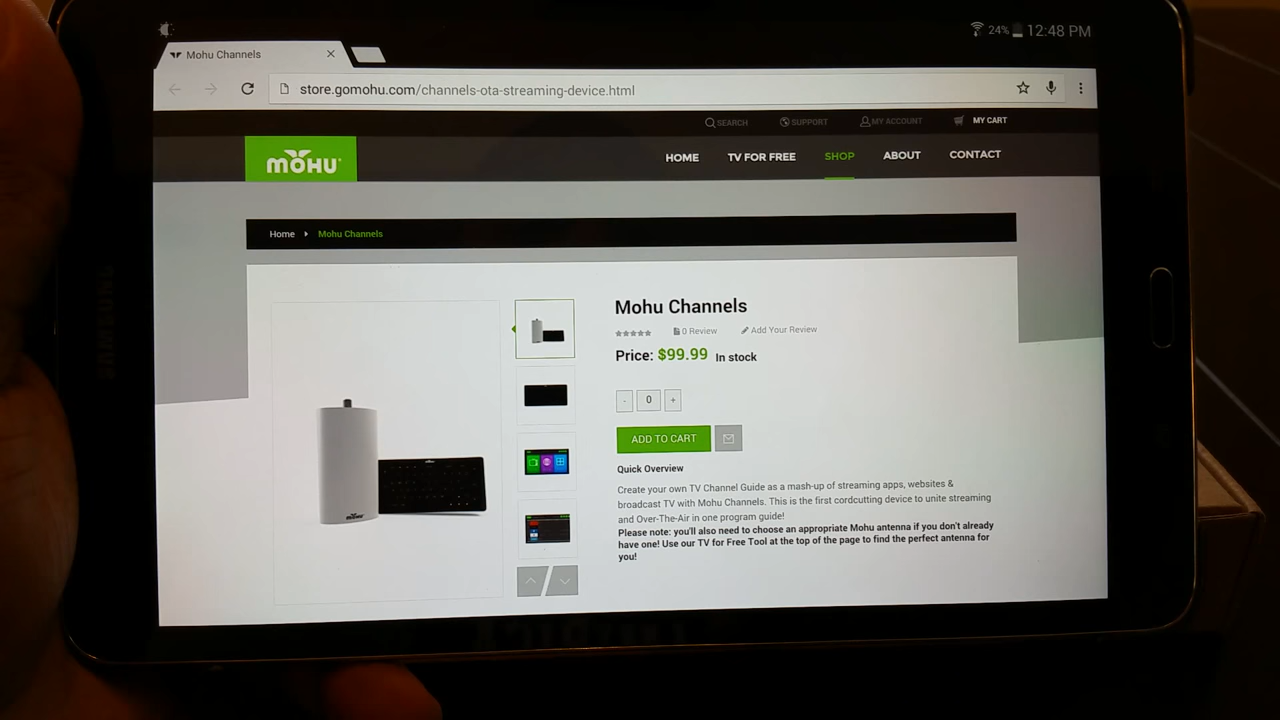 24% 12:48 PM
Mohu Channels
store.gomohu.com/channels-ota-streaming-device.html
SEARCH SUPPORT MY ACCOUNT MY CART
MOHU HOME TV FOR FREE SHOP ABOUT CONTACT
Home Mohu Channels
SAMSUNG
Mohu Channels
0 Review Add Your Review
Price: $99.99 In stock
- 0 +
ADD TO CART
Quick Overview
Create your own TV Channel Guide as a mash-up of streaming apps, websites &
broadcast TV with Mohu Channels. This is the first cordcutting device to unite streaming
and Over-The-Air in one program guide!
Please note: you'll also need to choose an appropriate Mohu antenna if you don't already
have one! Use our TV for Free Tool at the top of the page to find the perfect antenna for
you!